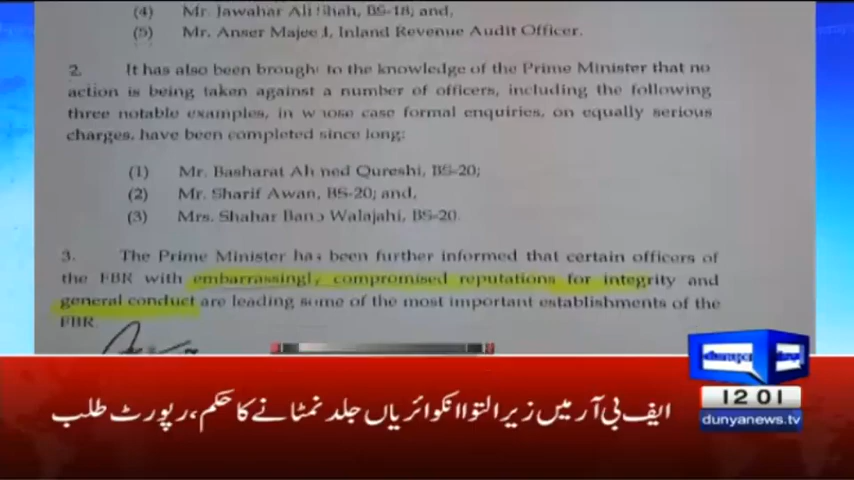 (4) Mr. Jawahar Ali Shah, BS-18; and,
(5) Mr. Anser Majeed, Inland Revenue Audit Officer.
2. It has also been brought to the knowledge of the Prime Minister that no
action is being taken against a number of officers, including the following
three notable examples, in whose case formal enquiries, on equally serious
charges, have been completed since long:
(1) Mr. Basharat Ahmed Qureshi, BS-20;
(2) Mr. Sharif Awan, BS-20; and,
(3) Mrs. Shahar Bano Walajahi, BS-20.
3. The Prime Minister has been further informed that certain officers of
the FBR with embarrassingly compromised reputations for integrity and
general conduct are leading some of the most important establishments of the
FBR.
dunya نیوز
12 01
dunyanews.tv
ایف بی آر میں زیر التوا انکوائریاں جلد نمٹانے کا حکم، رپورٹ طلب